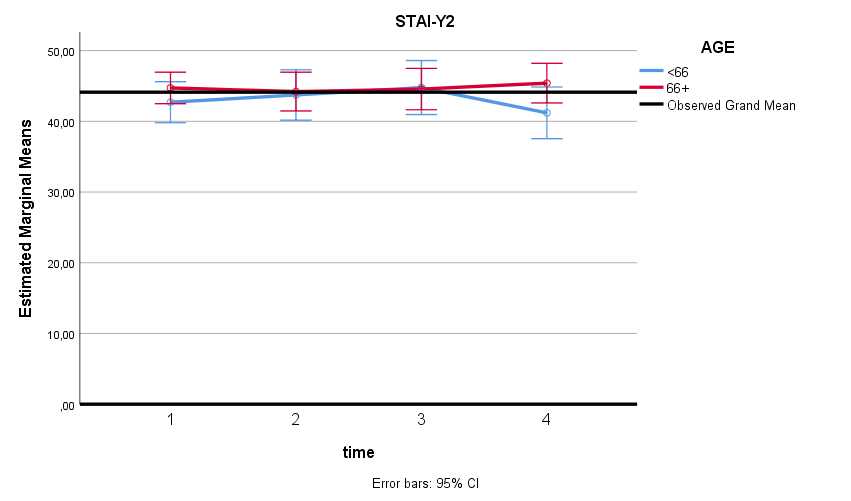 STAI-Y2
50,00
40,00
30,00
20,00
10,00
,00
Estimated Marginal Means
1 2 3 4
time
AGE
<66
66+
Observed Grand Mean
Error bars: 95% CI